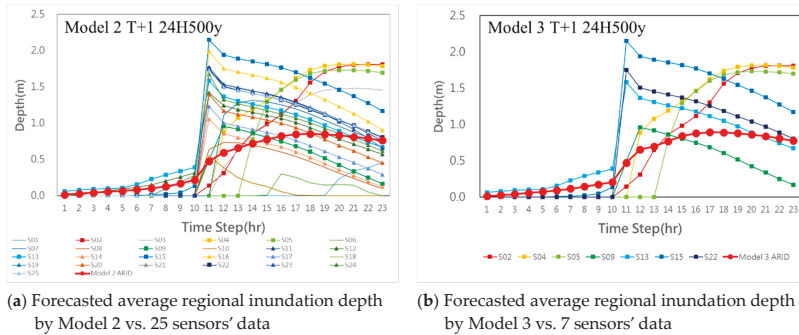 Model 2 T+1 24H500y
2.5
2.0
1.5
1.0
0.5
0.0
Depth(m)
1 2 3 4 5 6 7 8 9 10 11 12 13 14 15 16 17 18 19 20 21 22 23
Time Step(hr)
S01 S02 S03 S04 S05 S06
S07 S08 S09 S10 S11 S12
S13 S14 S15 S16 S17 S18
S19 S20 S21 S22 S23 S24
S25 Model 2 ARID
(a) Forecasted average regional inundation depth
by Model 2 vs. 25 sensors' data
Model 3 T+1 24H500y
2.5
2.0
1.5
1.0
0.5
0.0
Depth(m)
1 2 3 4 5 6 7 8 9 10 11 12 13 14 15 16 17 18 19 20 21 22 23
Time Step(hr)
S02 S04 S05 S09 S13 S15 S22 Model 3 ARID
(b) Forecasted average regional inundation depth
by Model 3 vs. 7 sensors' data